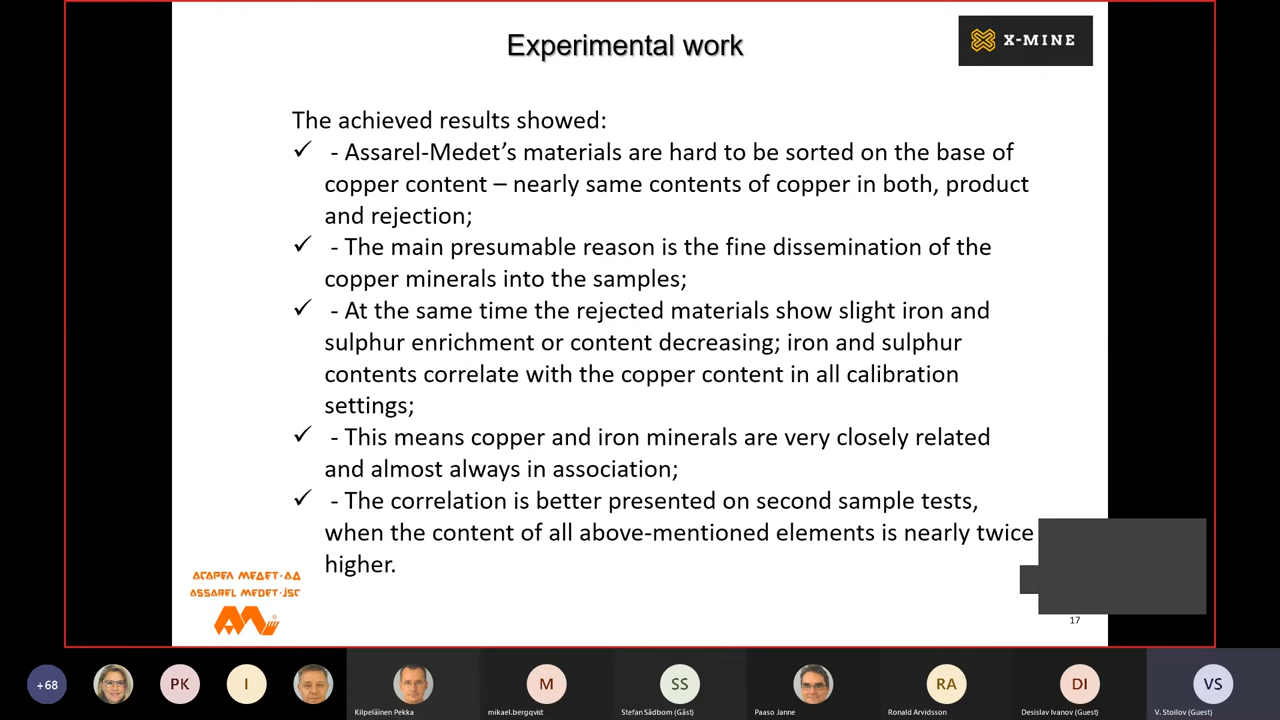 Experimental work
X-MINE
The achieved results showed:
✓ - Assarel-Medet’s materials are hard to be sorted on the base of
copper content – nearly same contents of copper in both, product
and rejection;
✓ - The main presumable reason is the fine dissemination of the
copper minerals into the samples;
✓ - At the same time the rejected materials show slight iron and
sulphur enrichment or content decreasing; iron and sulphur
contents correlate with the copper content in all calibration
settings;
✓ - This means copper and iron minerals are very closely related
and almost always in association;
✓ - The correlation is better presented on second sample tests,
when the content of all above-mentioned elements is nearly twice
higher.
АСАРЕЛ МЕДЕТ·АД
ASSAREL MEDET·JSC
®
17
+68
PK
I
M
SS
RA
DI
VS
Kilpeläinen Pekka
mikael.bergqvist
Stefan Sädbom (Gäst)
Paaso Janne
Ronald Arvidsson
Desislav Ivanov (Guest)
V. Stoilov (Guest)